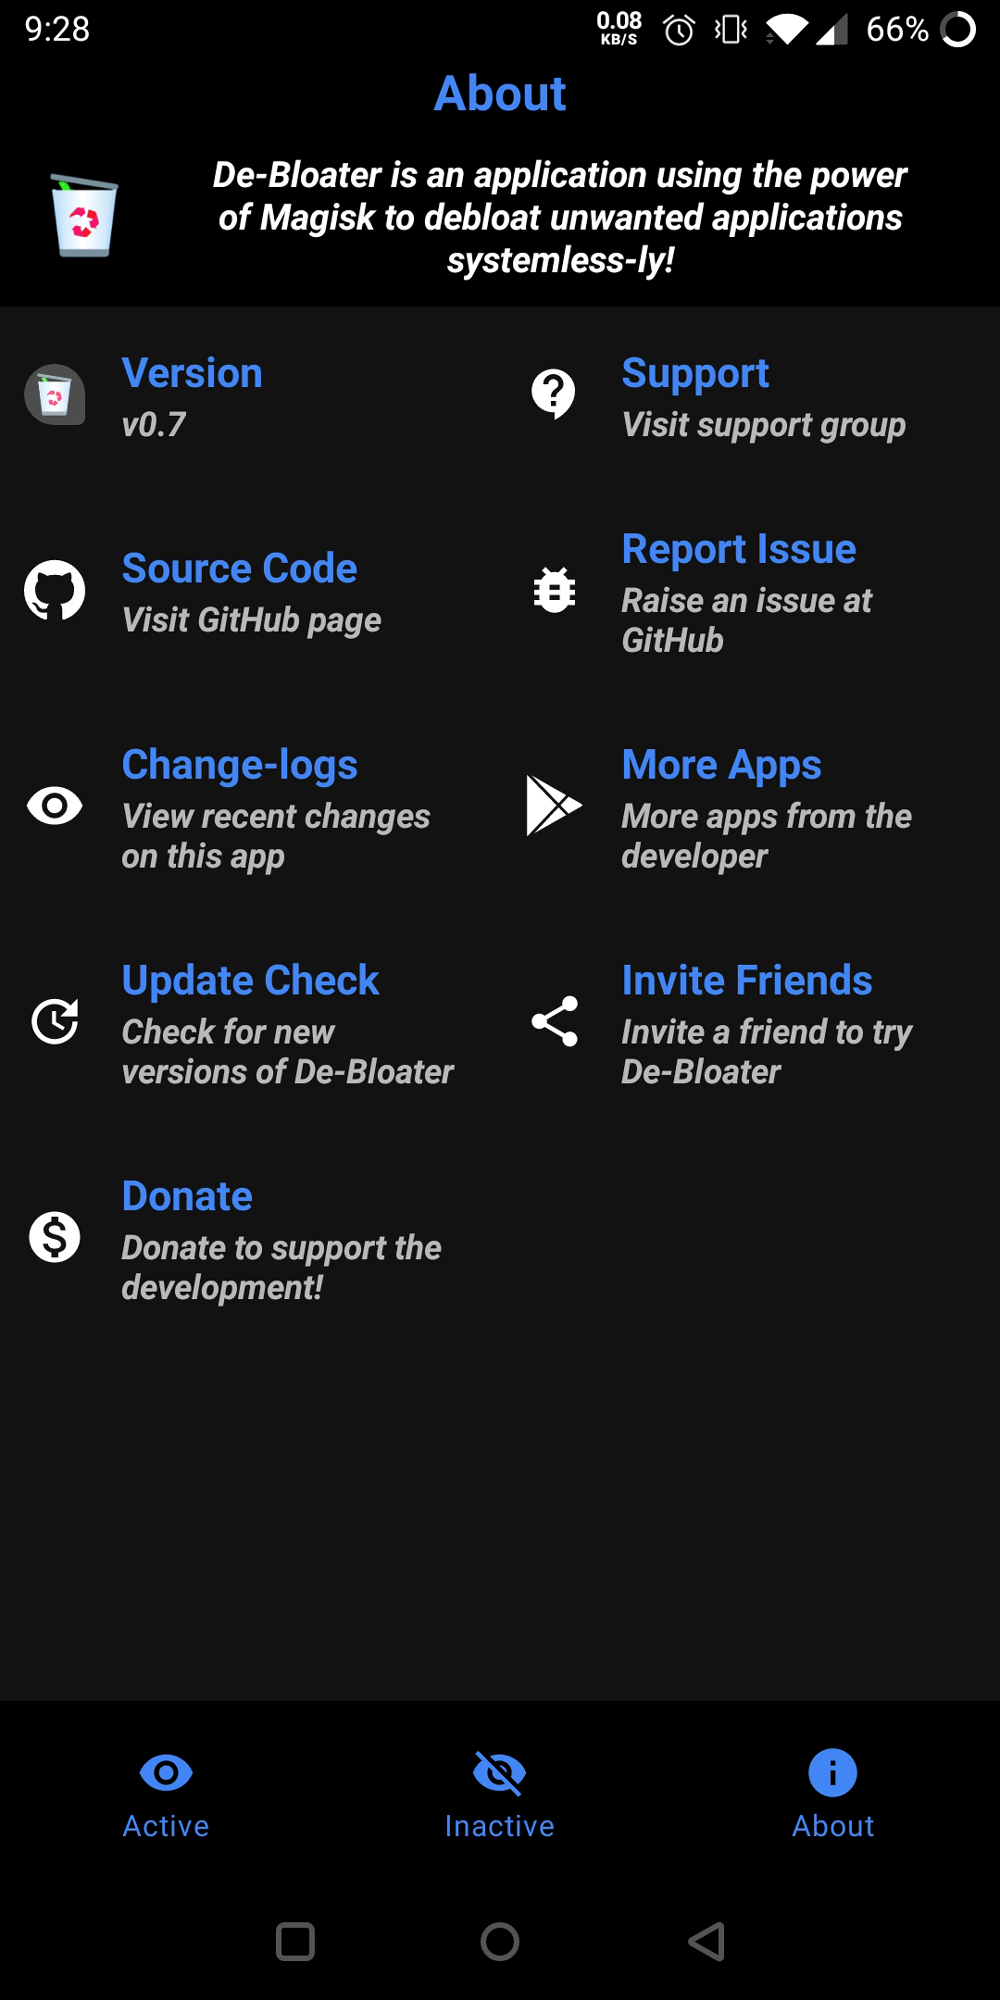 9:28
0.08
KB/S
66%
About
De-Bloater is an application using the power
of Magisk to debloat unwanted applications
systemless-ly!
Version
v0.7
Support
Visit support group
Source Code
Visit GitHub page
Report Issue
Raise an issue at
GitHub
Change-logs
View recent changes
on this app
More Apps
More apps from the
developer
Update Check
Check for new
versions of De-Bloater
Invite Friends
Invite a friend to try
De-Bloater
Donate
Donate to support the
development!
Active
Inactive
About